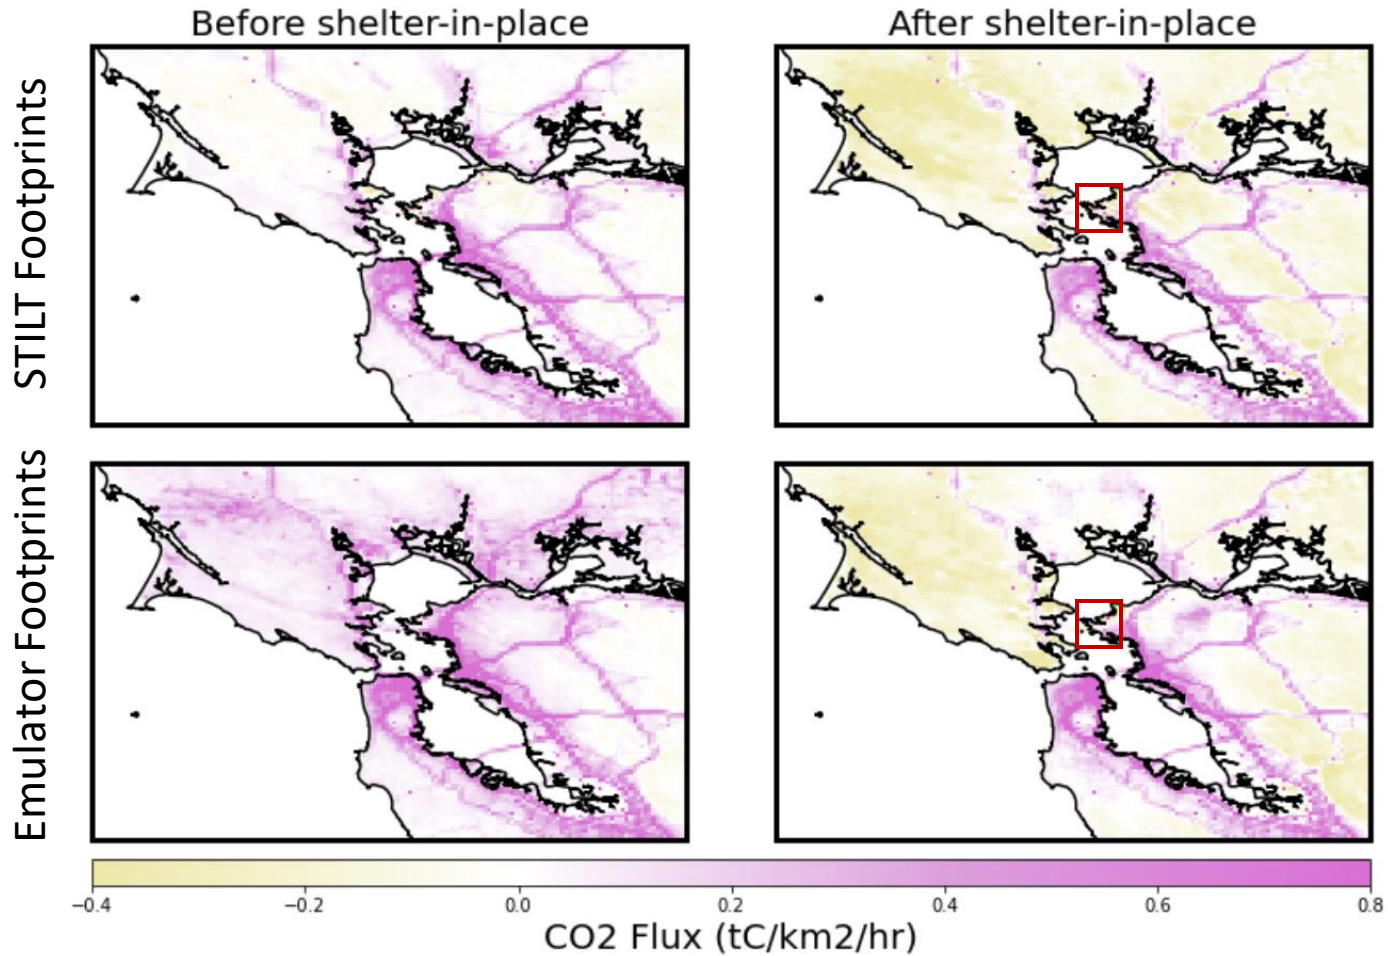 Before shelter-in-place
After shelter-in-place
STILT Footprints
Emulator Footprints
−0.4
−0.2
0.0
0.2
0.4
0.6
0.8
CO2 Flux (tC/km2/hr)